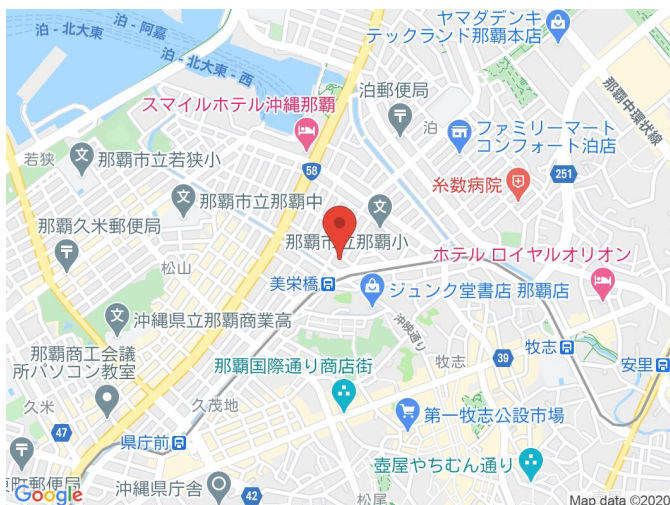 ヤマダデンキ
テックランド那覇本店
泊 - 阿嘉
泊 - 北大東
泊 - 北大東 - 西
泊郵便局
スマイルホテル沖縄那覇
那覇中環状線
泊
ファミリーマート
コンフォート泊店
若狭
那覇市立若狭小
58
251
糸数病院
那覇市立那覇中
那覇久米郵便局
那覇市立那覇小
ホテル ロイヤルオリオン
松山
美栄橋
ジュンク堂書店 那覇店
沖縄県立那覇商業高
沖映通り
牧志
牧志
39
安里
那覇商工会議
所パソコン教室
那覇国際通り商店街
久米
久茂地
第一牧志公設市場
47
県庁前
壺屋やちむん通り
東町郵便局
沖縄県庁舎
42
松尾
Google
Map data ©2020